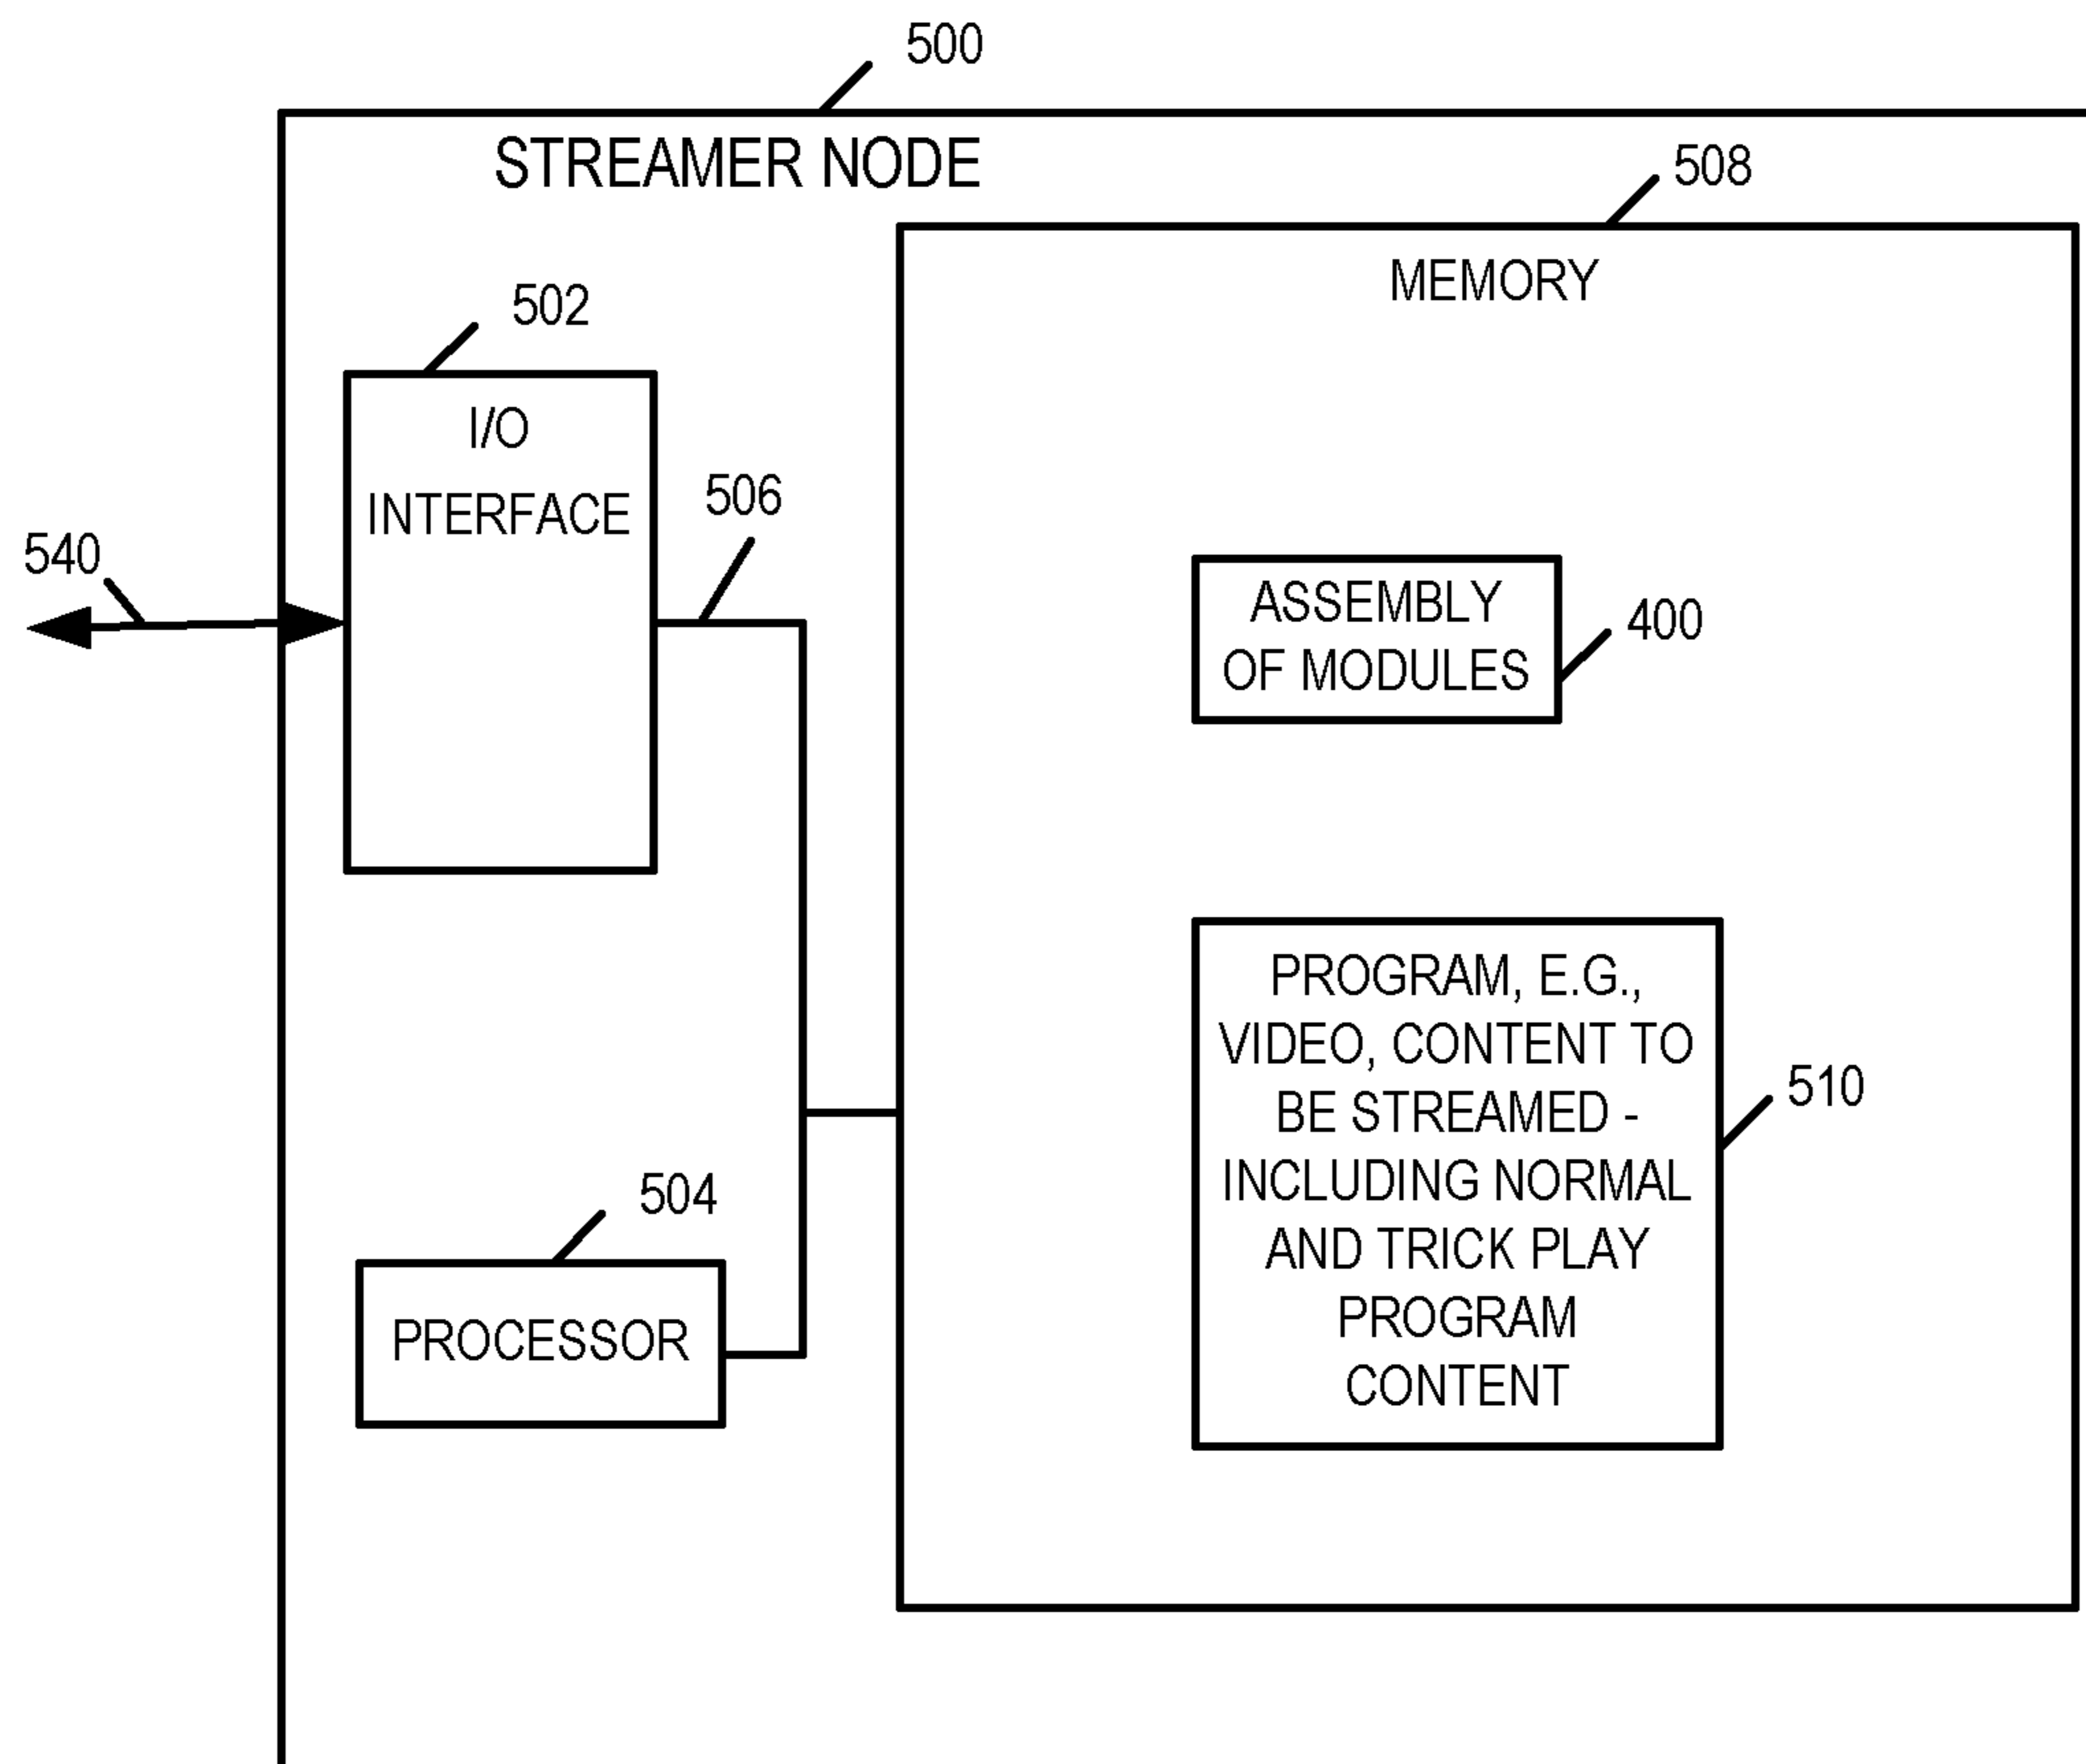 500
STREAMER NODE
508
MEMORY
502
I/O
INTERFACE
506
540
ASSEMBLY
OF MODULES
400
PROGRAM, E.G.,
VIDEO, CONTENT TO
BE STREAMED -
INCLUDING NORMAL
AND TRICK PLAY
PROGRAM
CONTENT
510
504
PROCESSOR